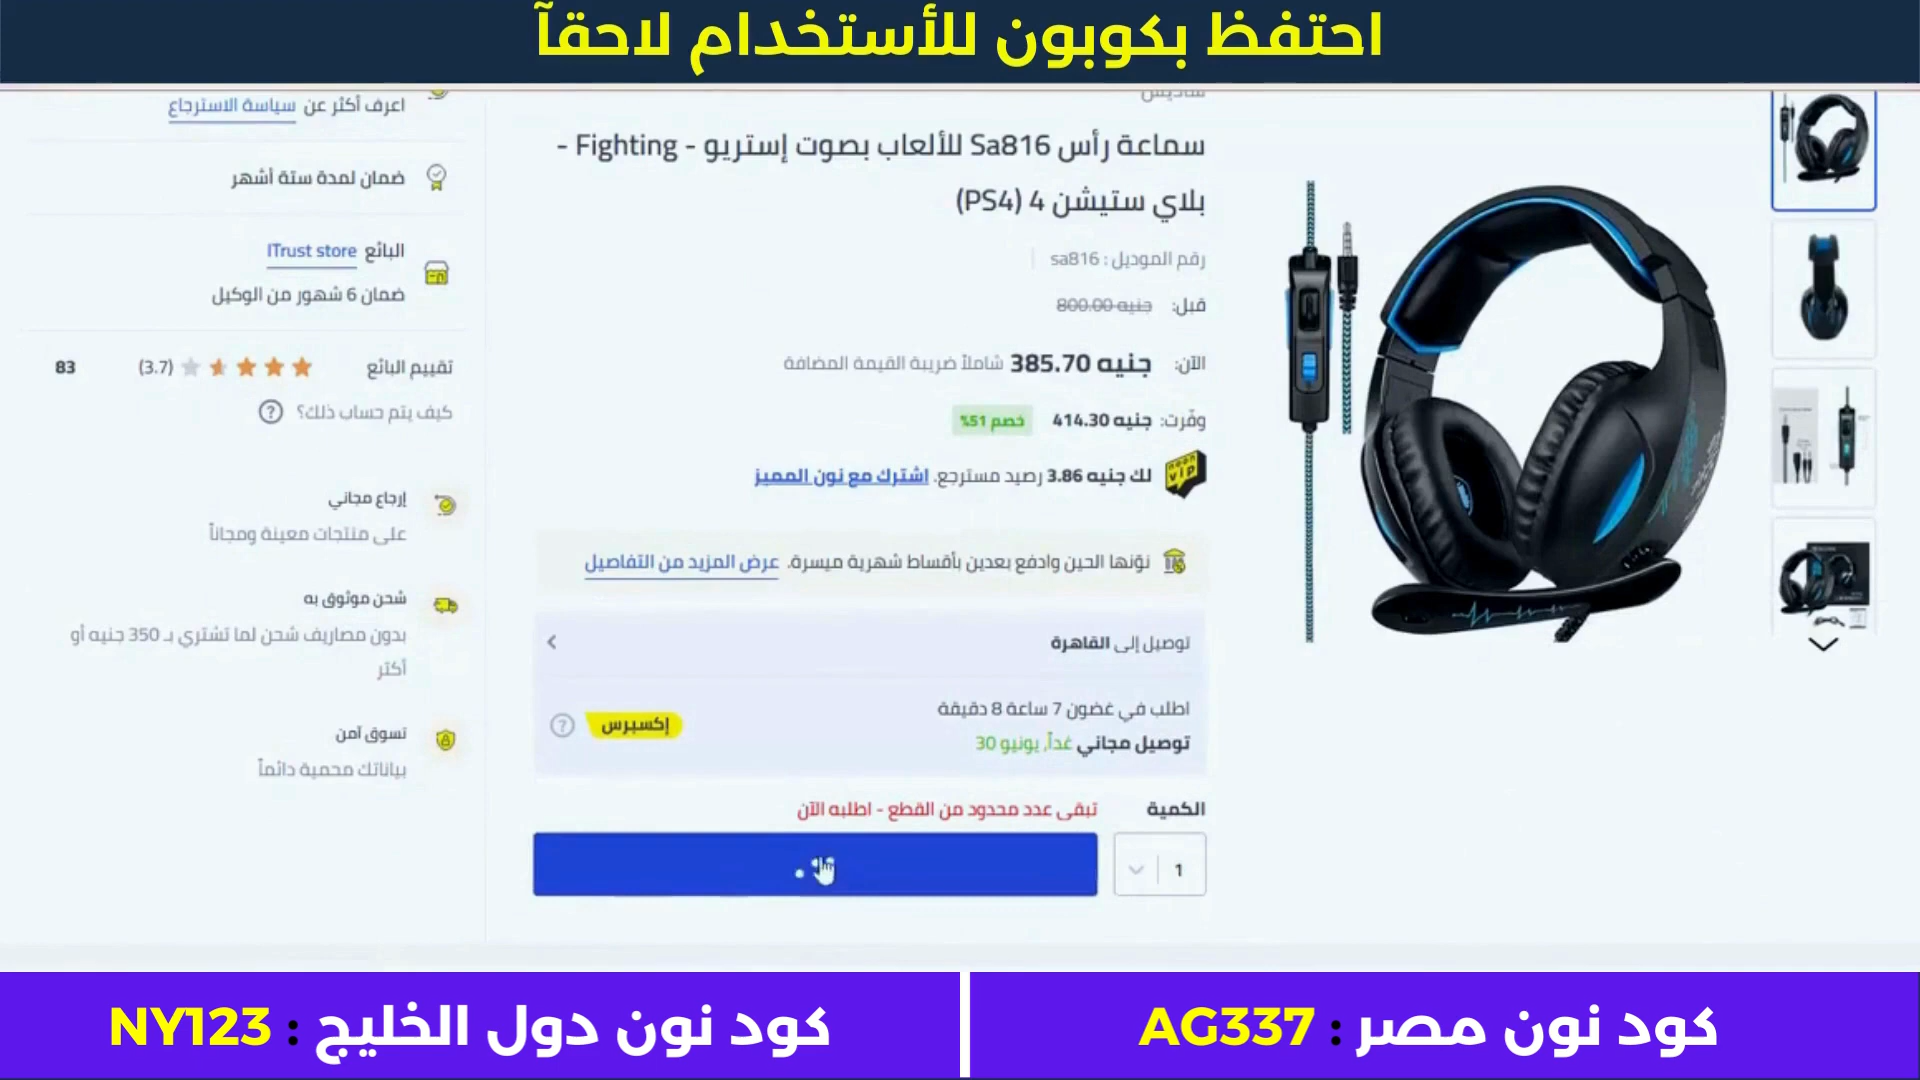 احتفظ بكوبون للأستخدام لاحقآ
ساديس
سماعة رأس Sa816 للألعاب بصوت إستريو - Fighting -
بلاي ستيشن 4 (PS4)
رقم الموديل : sa816
قبل: جنيه 800.00
الآن: جنيه 385.70 شاملاً ضريبة القيمة المضافة
وفّرت: جنيه 414.30 خصم 51%
noon vip
لك جنيه 3.86 رصيد مسترجع. اشترك مع نون المميز
نوّنها الحين وادفع بعدين بأقساط شهرية ميسرة. عرض المزيد من التفاصيل
توصيل إلى القاهرة
اطلب في غضون 7 ساعة 8 دقيقة
توصيل مجاني غداً, يونيو 30
إكسبرس
الكمية
تبقى عدد محدود من القطع - اطلبه الآن
1
اعرف أكثر عن سياسة الاسترجاع
ضمان لمدة ستة أشهر
البائع ITrust store
ضمان 6 شهور من الوكيل
تقييم البائع (3.7) 83
كيف يتم حساب ذلك؟
إرجاع مجاني
على منتجات معينة ومجاناً
شحن موثوق به
بدون مصاريف شحن لما تشتري بـ 350 جنيه أو
أكثر
تسوق آمن
بياناتك محمية دائماً
كود نون مصر : AG337
كود نون دول الخليج : NY123